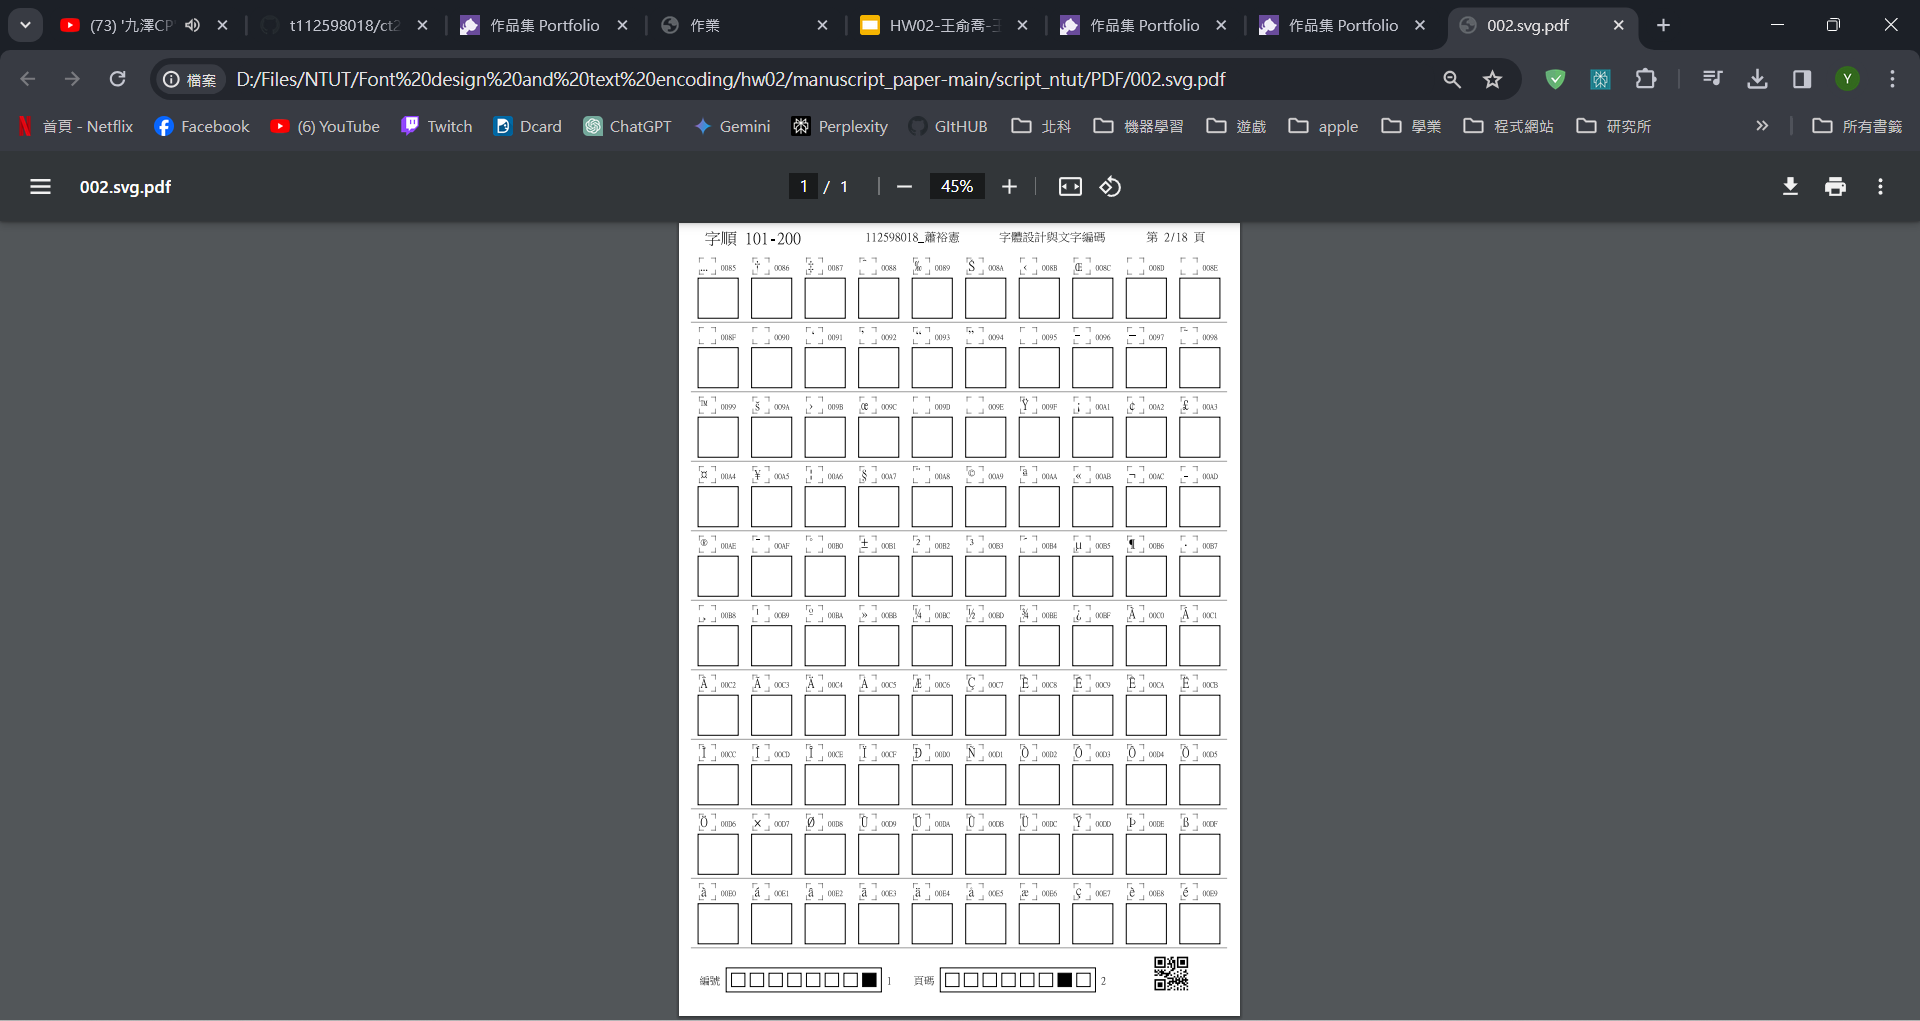 (73) '九澤CP'
t112598018/ct2
作品集 Portfolio
作業
HW02-王俞喬-王
作品集 Portfolio
作品集 Portfolio
002.svg.pdf
檔案
D:/Files/NTUT/Font%20design%20and%20text%20encoding/hw02/manuscript_paper-main/script_ntut/PDF/002.svg.pdf
Y
首頁 - Netflix
Facebook
(6) YouTube
Twitch
Dcard
ChatGPT
Gemini
Perplexity
GItHUB
北科
機器學習
遊戲
apple
學業
程式網站
研究所
»
所有書籤
002.svg.pdf
1 / 1
45%
字順 101-200 112598018_蕭裕憲 字體設計與文字編碼 第 2/18 頁
… 0085 † 0086 ‡ 0087 ˆ 0088 ‰ 0089 Š 008A ‹ 008B Œ 008C 008D 008E
008F 0090 ‘ 0091 ’ 0092 “ 0093 ” 0094 0095 – 0096 — 0097 ˜ 0098
™ 0099 š 009A › 009B œ 009C 009D 009E Ÿ 009F ¡ 00A1 ¢ 00A2 £ 00A3
¤ 00A4 ¥ 00A5 ¦ 00A6 § 00A7 ¨ 00A8 © 00A9 ª 00AA « 00AB ¬ 00AC - 00AD
® 00AE ¯ 00AF ° 00B0 ± 00B1 ² 00B2 ³ 00B3 ´ 00B4 µ 00B5 ¶ 00B6 · 00B7
¸ 00B8 ¹ 00B9 º 00BA » 00BB ¼ 00BC ½ 00BD ¾ 00BE ¿ 00BF À 00C0 Á 00C1
Â 00C2 Ã 00C3 Ä 00C4 Å 00C5 Æ 00C6 Ç 00C7 È 00C8 É 00C9 Ê 00CA Ë 00CB
Ì 00CC Í 00CD Î 00CE Ï 00CF Ð 00D0 Ñ 00D1 Ò 00D2 Ó 00D3 Ô 00D4 Õ 00D5
Ö 00D6 × 00D7 Ø 00D8 Ù 00D9 Ú 00DA Û 00DB Ü 00DC Ý 00DD Þ 00DE ß 00DF
à 00E0 á 00E1 â 00E2 ã 00E3 ä 00E4 å 00E5 æ 00E6 ç 00E7 è 00E8 é 00E9
編號 1 頁碼 2